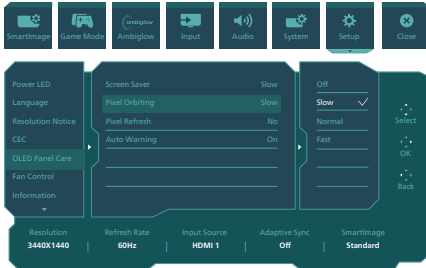 ambiglow
SmartImage Game Mode Ambiglow Input Audio System Setup Close
Power LED
Language
Resolution Notice
CEC
OLED Panel Care
Fan Control
Information
Screen Saver Slow
Pixel Orbiting Slow
Pixel Refresh No
Auto Warning On
Off
Slow
Normal
Fast
Select
OK
Back
Resolution Refresh Rate Input Source Adaptive Sync SmartImage
3440X1440 60Hz HDMI 1 Off Standard